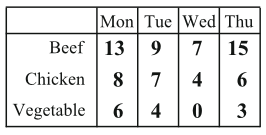 Mon Tue Wed Thu
Beef 13 9 7 15
Chicken 8 7 4 6
Vegetable 6 4 0 3